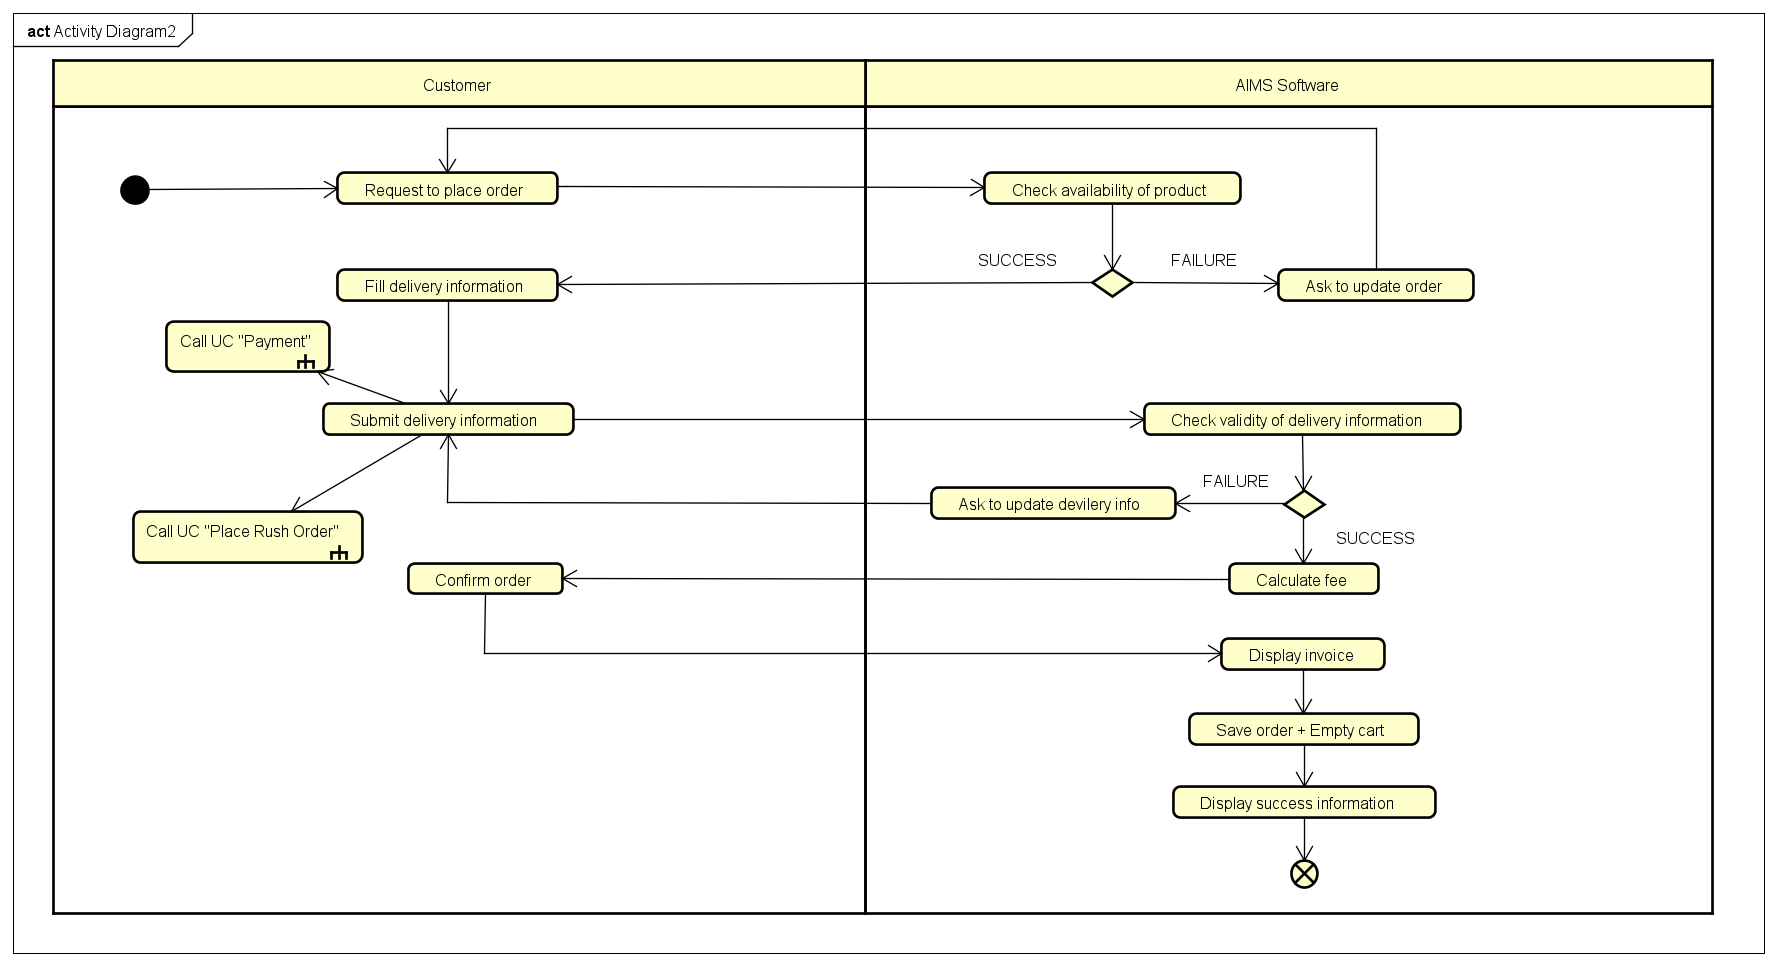 act Activity Diagram2
Customer
AIMS Software
Request to place order
Check availability of product
SUCCESS
FAILURE
Fill delivery information
Ask to update order
Call UC "Payment"
Submit delivery information
Check validity of delivery information
FAILURE
Ask to update devilery info
Call UC "Place Rush Order"
SUCCESS
Confirm order
Calculate fee
Display invoice
Save order + Empty cart
Display success information